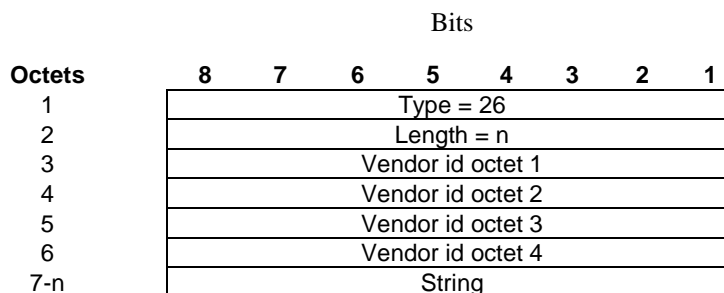 Bits
Octets 8 7 6 5 4 3 2 1
1 Type = 26
2 Length = n
3 Vendor id octet 1
4 Vendor id octet 2
5 Vendor id octet 3
6 Vendor id octet 4
7-n String